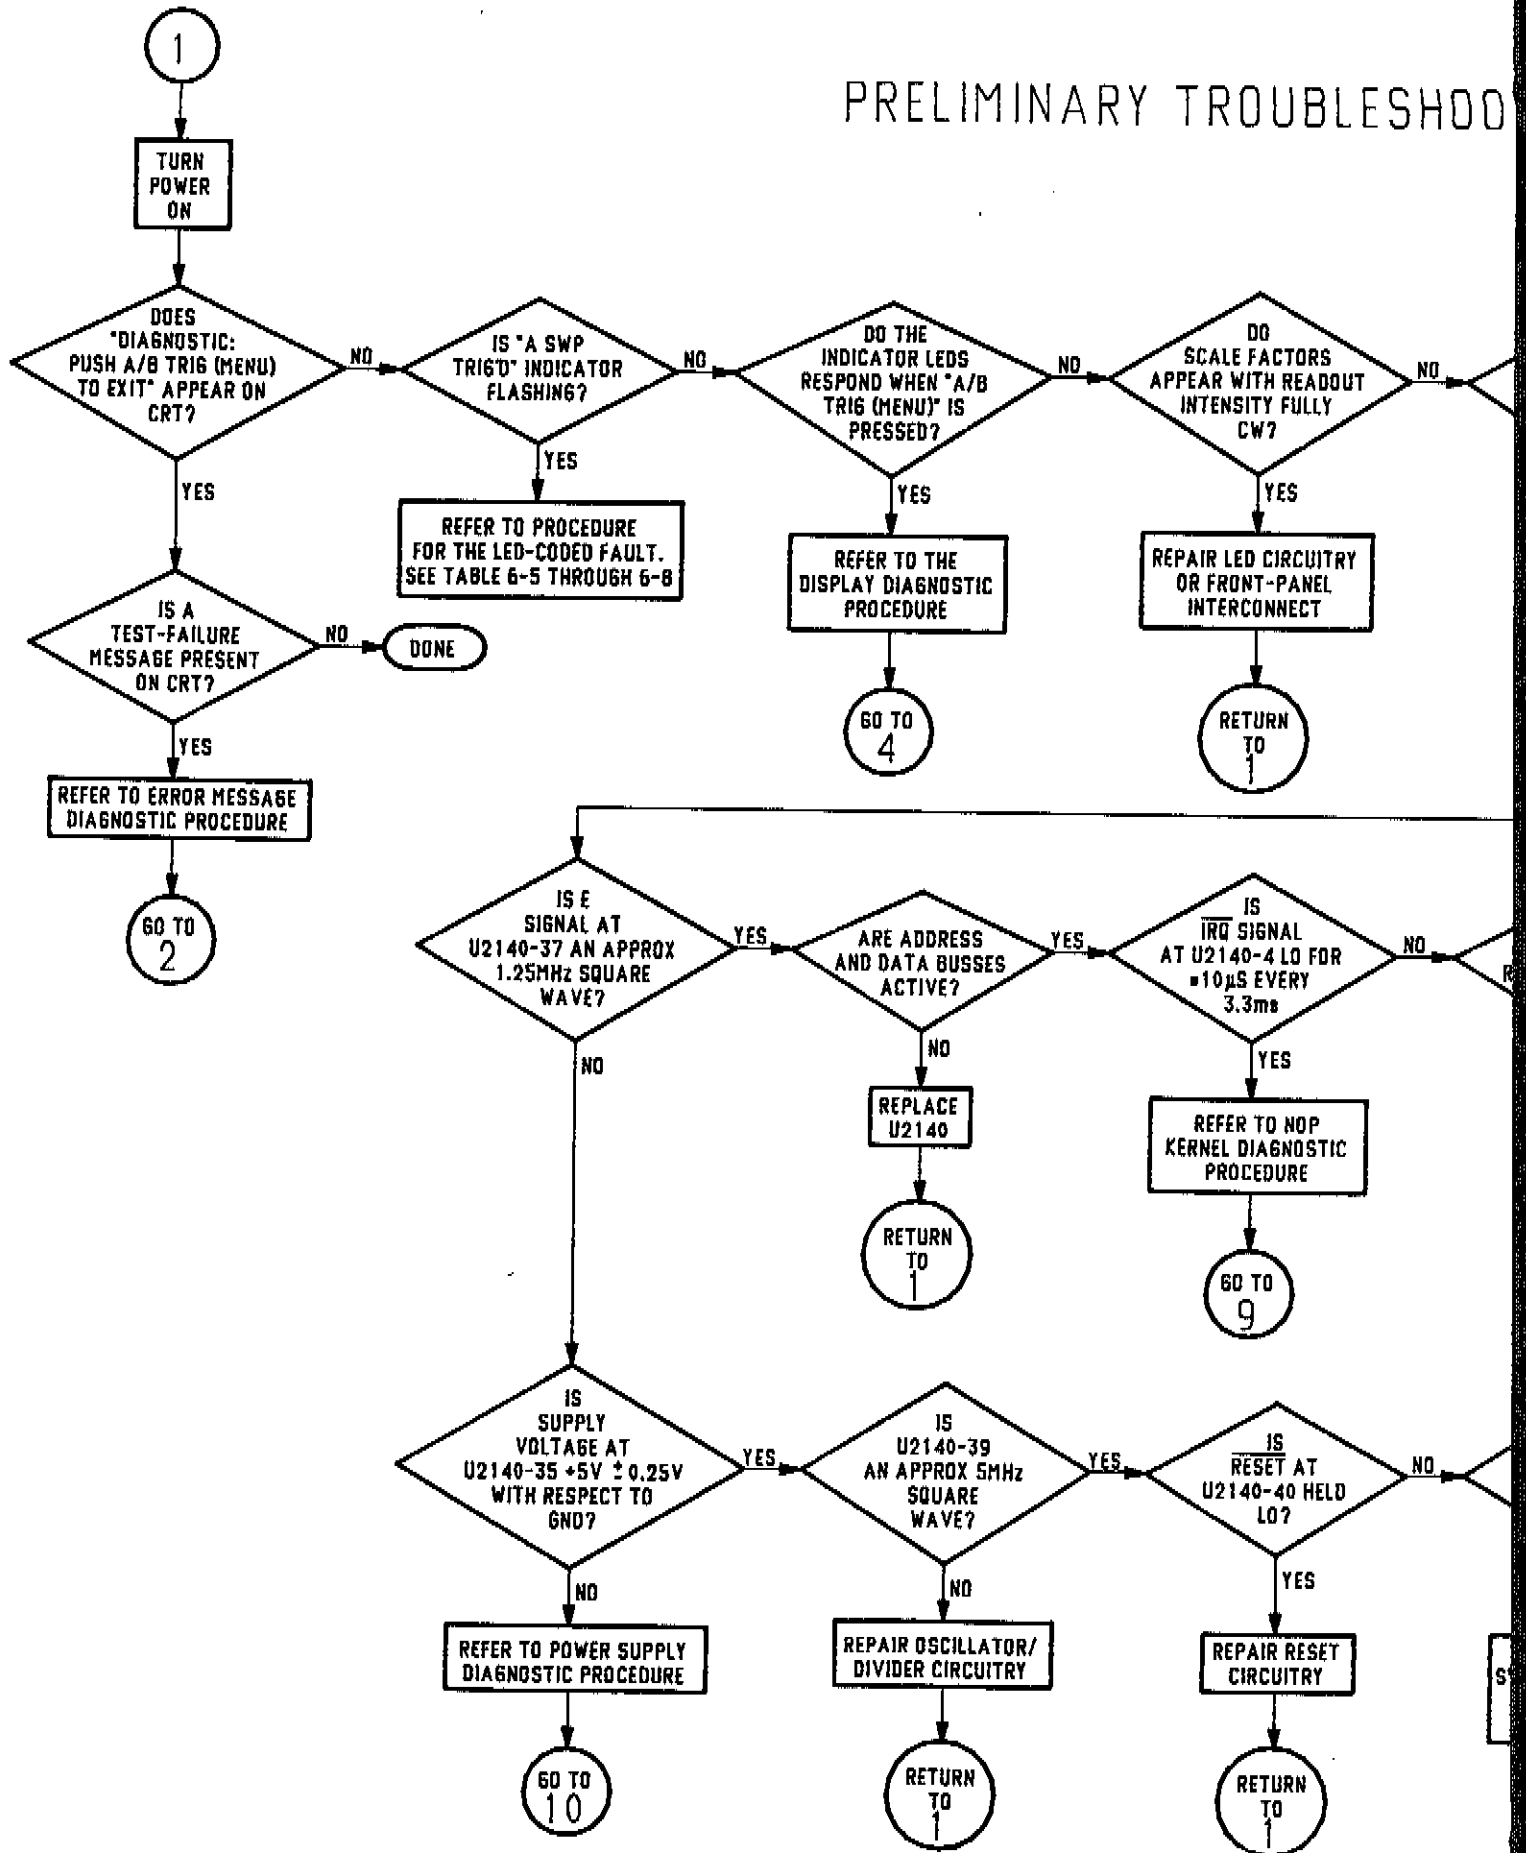 1
PRELIMINARY TROUBLESHOO
TURN
POWER
ON
DOES
"DIAGNOSTIC:
PUSH A/B TRIG (MENU)
TO EXIT" APPEAR ON
CRT?
NO
IS "A SWP
TRIG'D" INDICATOR
FLASHING?
NO
DO THE
INDICATOR LEDS
RESPOND WHEN "A/B
TRIG (MENU)" IS
PRESSED?
NO
DO
SCALE FACTORS
APPEAR WITH READOUT
INTENSITY FULLY
CW?
NO
YES
YES
YES
YES
REFER TO PROCEDURE
FOR THE LED-CODED FAULT.
SEE TABLE 6-5 THROUGH 6-8
REFER TO THE
DISPLAY DIAGNOSTIC
PROCEDURE
REPAIR LED CIRCUITRY
OR FRONT-PANEL
INTERCONNECT
IS A
TEST-FAILURE
MESSAGE PRESENT
ON CRT?
NO
DONE
GO TO
4
RETURN
TO
1
YES
REFER TO ERROR MESSAGE
DIAGNOSTIC PROCEDURE
GO TO
2
IS E
SIGNAL AT
U2140-37 AN APPROX
1.25MHz SQUARE
WAVE?
YES
ARE ADDRESS
AND DATA BUSSES
ACTIVE?
YES
IS
IRQ SIGNAL
AT U2140-4 LO FOR
≈10µS EVERY
3.3ms
NO
R
NO
NO
YES
REPLACE
U2140
REFER TO NOP
KERNEL DIAGNOSTIC
PROCEDURE
RETURN
TO
1
GO TO
9
IS
SUPPLY
VOLTAGE AT
U2140-35 +5V ±0.25V
WITH RESPECT TO
GND?
YES
IS
U2140-39
AN APPROX 5MHz
SQUARE
WAVE?
YES
IS
RESET AT
U2140-40 HELD
LO?
NO
NO
NO
YES
REFER TO POWER SUPPLY
DIAGNOSTIC PROCEDURE
REPAIR OSCILLATOR/
DIVIDER CIRCUITRY
REPAIR RESET
CIRCUITRY
S
GO TO
10
RETURN
TO
1
RETURN
TO
1